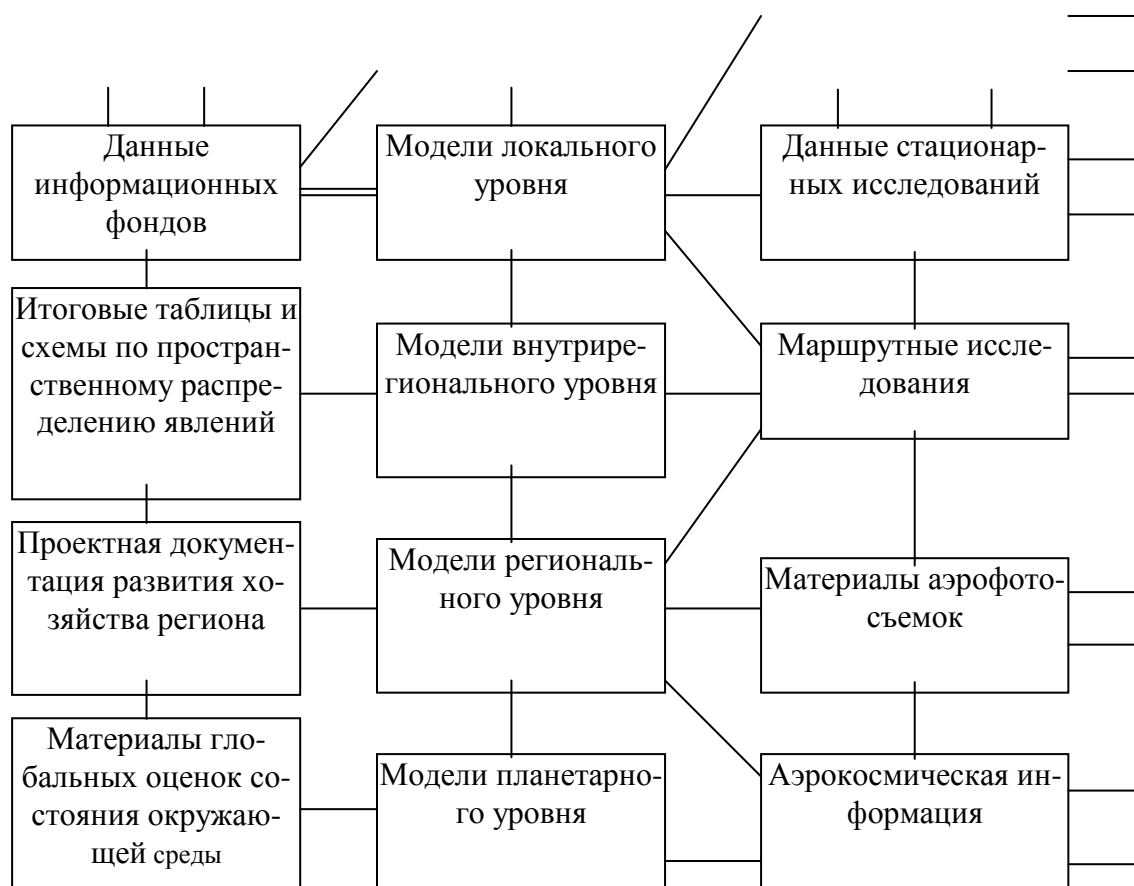 Данные
информационных
фондов
Модели локального
уровня
Данные стационар-
ных исследований
Итоговые таблицы и
схемы по простран-
ственному распре-
делению явлений
Модели внутрире-
гионального уровня
Маршрутные иссле-
дования
Проектная докумен-
тация развития хо-
зяйства региона
Модели региональ-
ного уровня
Материалы аэрофото-
съемок
Материалы гло-
бальных оценок со-
стояния окружаю-
щей среды
Модели планетарно-
го уровня
Аэрокосмическая ин-
формация